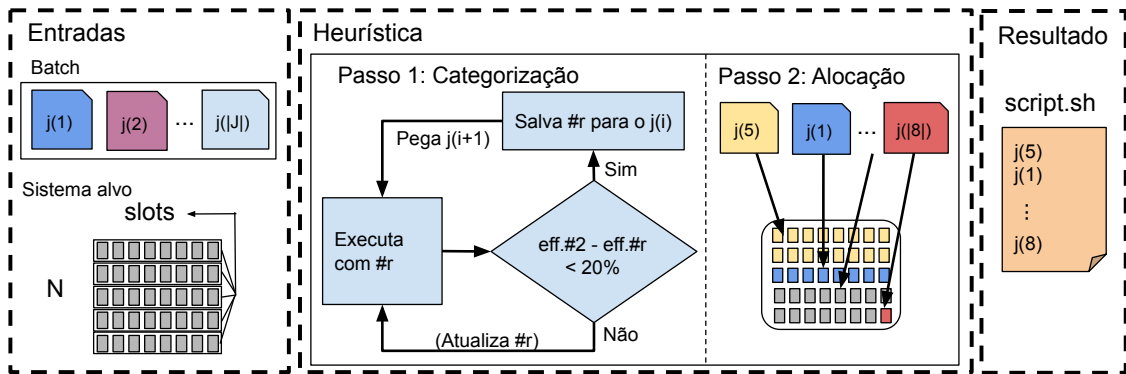 Entradas
Batch
j(1)
j(2)
...
j(|J|)
Sistema alvo
slots
N
Heurística
Passo 1: Categorização
Salva #r para o j(i)
Pega j(i+1)
Sim
Executa
com #r
eff.#2 - eff.#r
< 20%
(Atualiza #r)
Não
Passo 2: Alocação
j(5)
j(1)
...
j(|8|)
Resultado
script.sh
j(5)
j(1)
⋮
j(8)